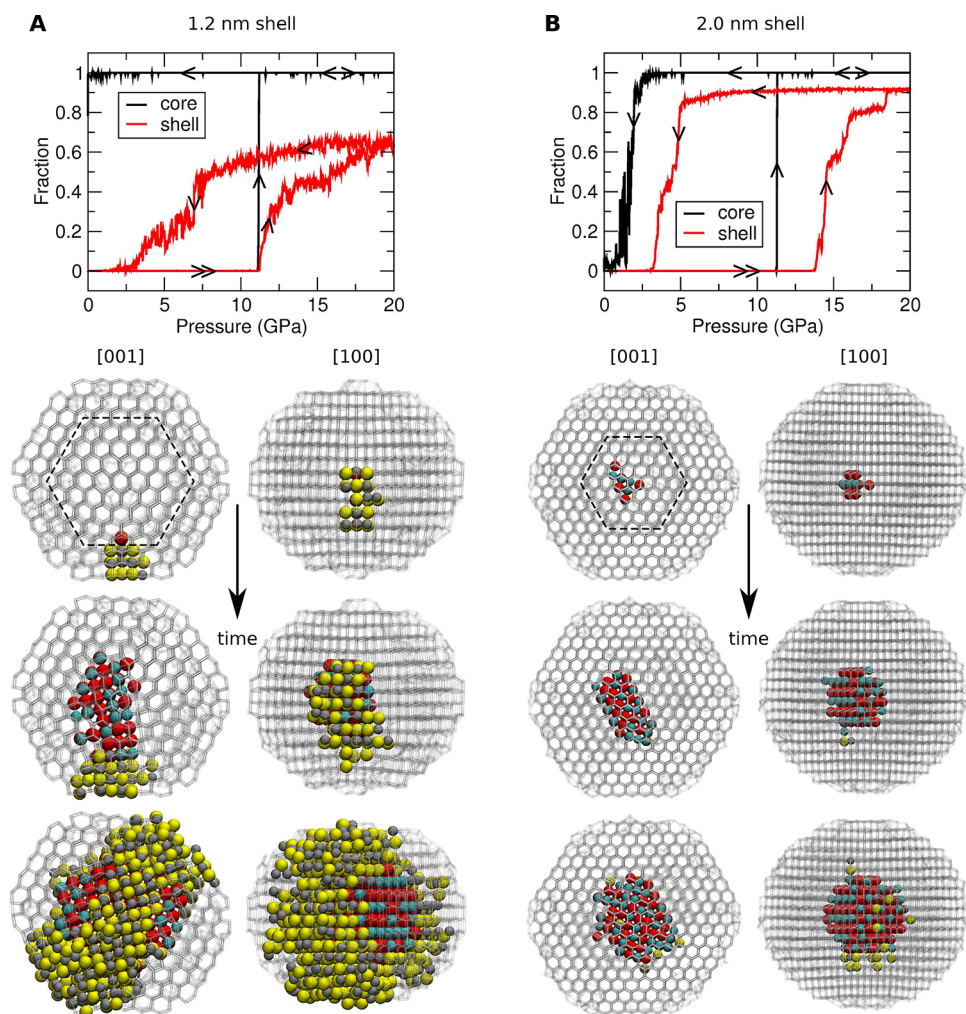 A
1.2 nm shell
1
0.8
0.6
0.4
0.2
0
Fraction
core
shell
0
5
10
15
20
Pressure (GPa)
B
2.0 nm shell
1
0.8
0.6
0.4
0.2
0
Fraction
core
shell
0
5
10
15
20
Pressure (GPa)
[001]
[100]
[001]
[100]
time
time